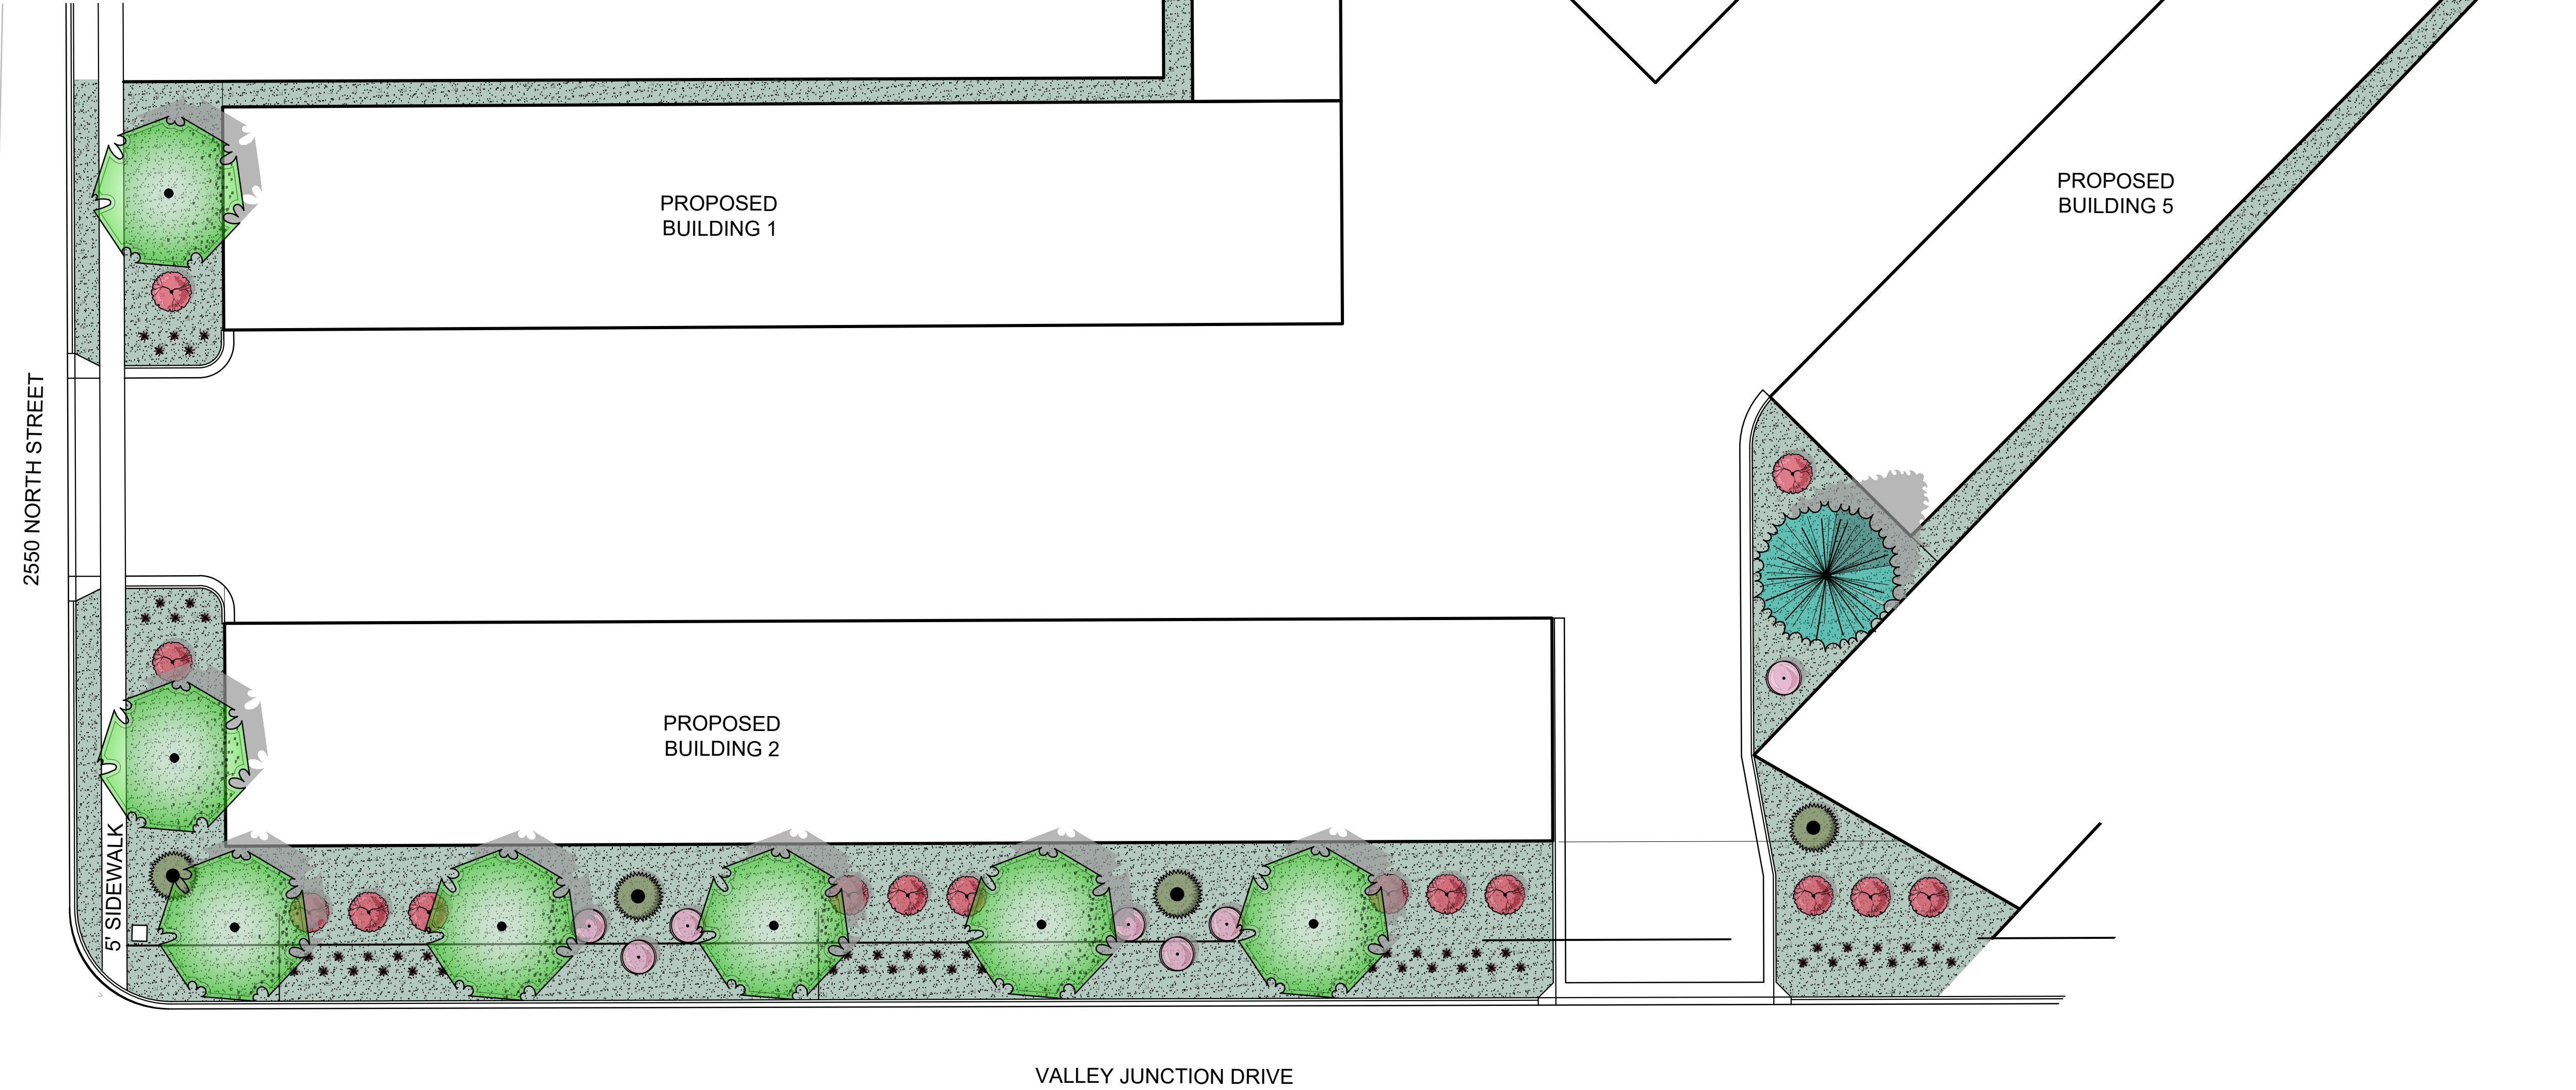 PROPOSED
BUILDING 1
PROPOSED
BUILDING 5
2550 NORTH STREET
PROPOSED
BUILDING 2
5' SIDEWALK
VALLEY JUNCTION DRIVE